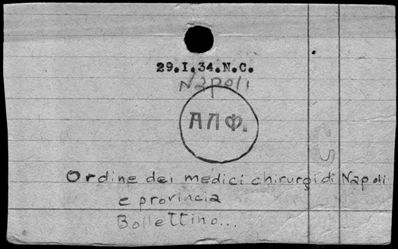 29.I.34.N.C.
Napoli
ΑΛΦ.
Ordine dei medici chirurgi di Napoli
e provincia
Bollettino...